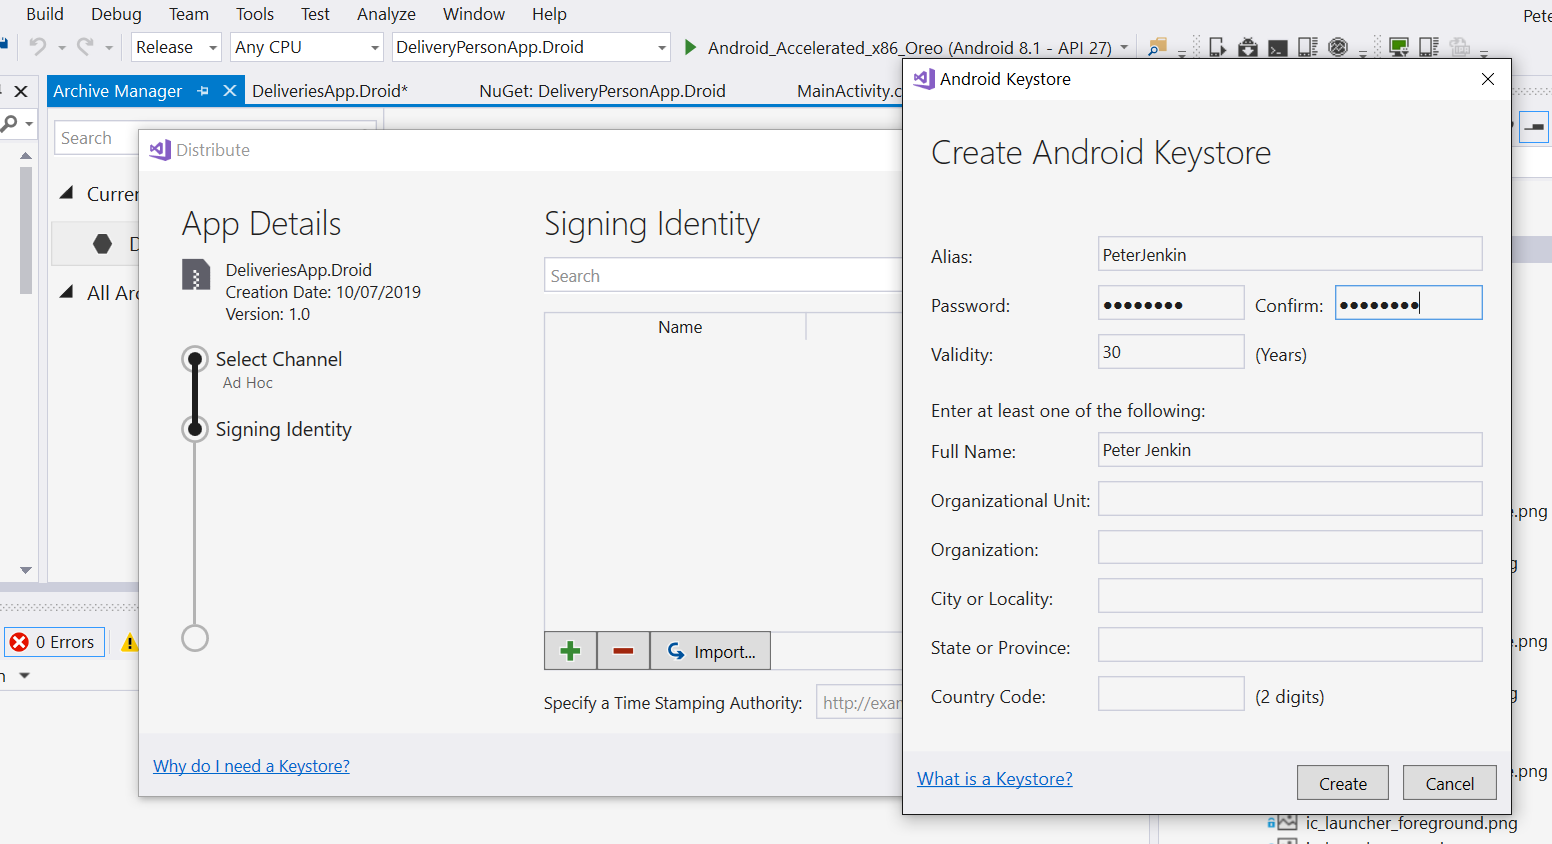 Build Debug Team Tools Test Analyze Window Help
Release Any CPU DeliveryPersonApp.Droid Android_Accelerated_x86_Oreo (Android 8.1 - API 27)
Archive Manager DeliveriesApp.Droid* NuGet: DeliveryPersonApp.Droid MainActivity.c
Search
All
Distribute
App Details
DeliveriesApp.Droid
Creation Date: 10/07/2019
Version: 1.0
Select Channel
Ad Hoc
Signing Identity
Signing Identity
Search
Name
Import...
Specify a Time Stamping Authority:
Why do I need a Keystore?
Android Keystore
Create Android Keystore
Alias: PeterJenkin
Password: ●●●●●●●● Confirm: ●●●●●●●●
Validity: 30 (Years)
Enter at least one of the following:
Full Name: Peter Jenkin
Organizational Unit:
Organization:
City or Locality:
State or Province:
Country Code: (2 digits)
What is a Keystore? Create Cancel
0 Errors
.png
.png
.png
ic_launcher_foreground.png